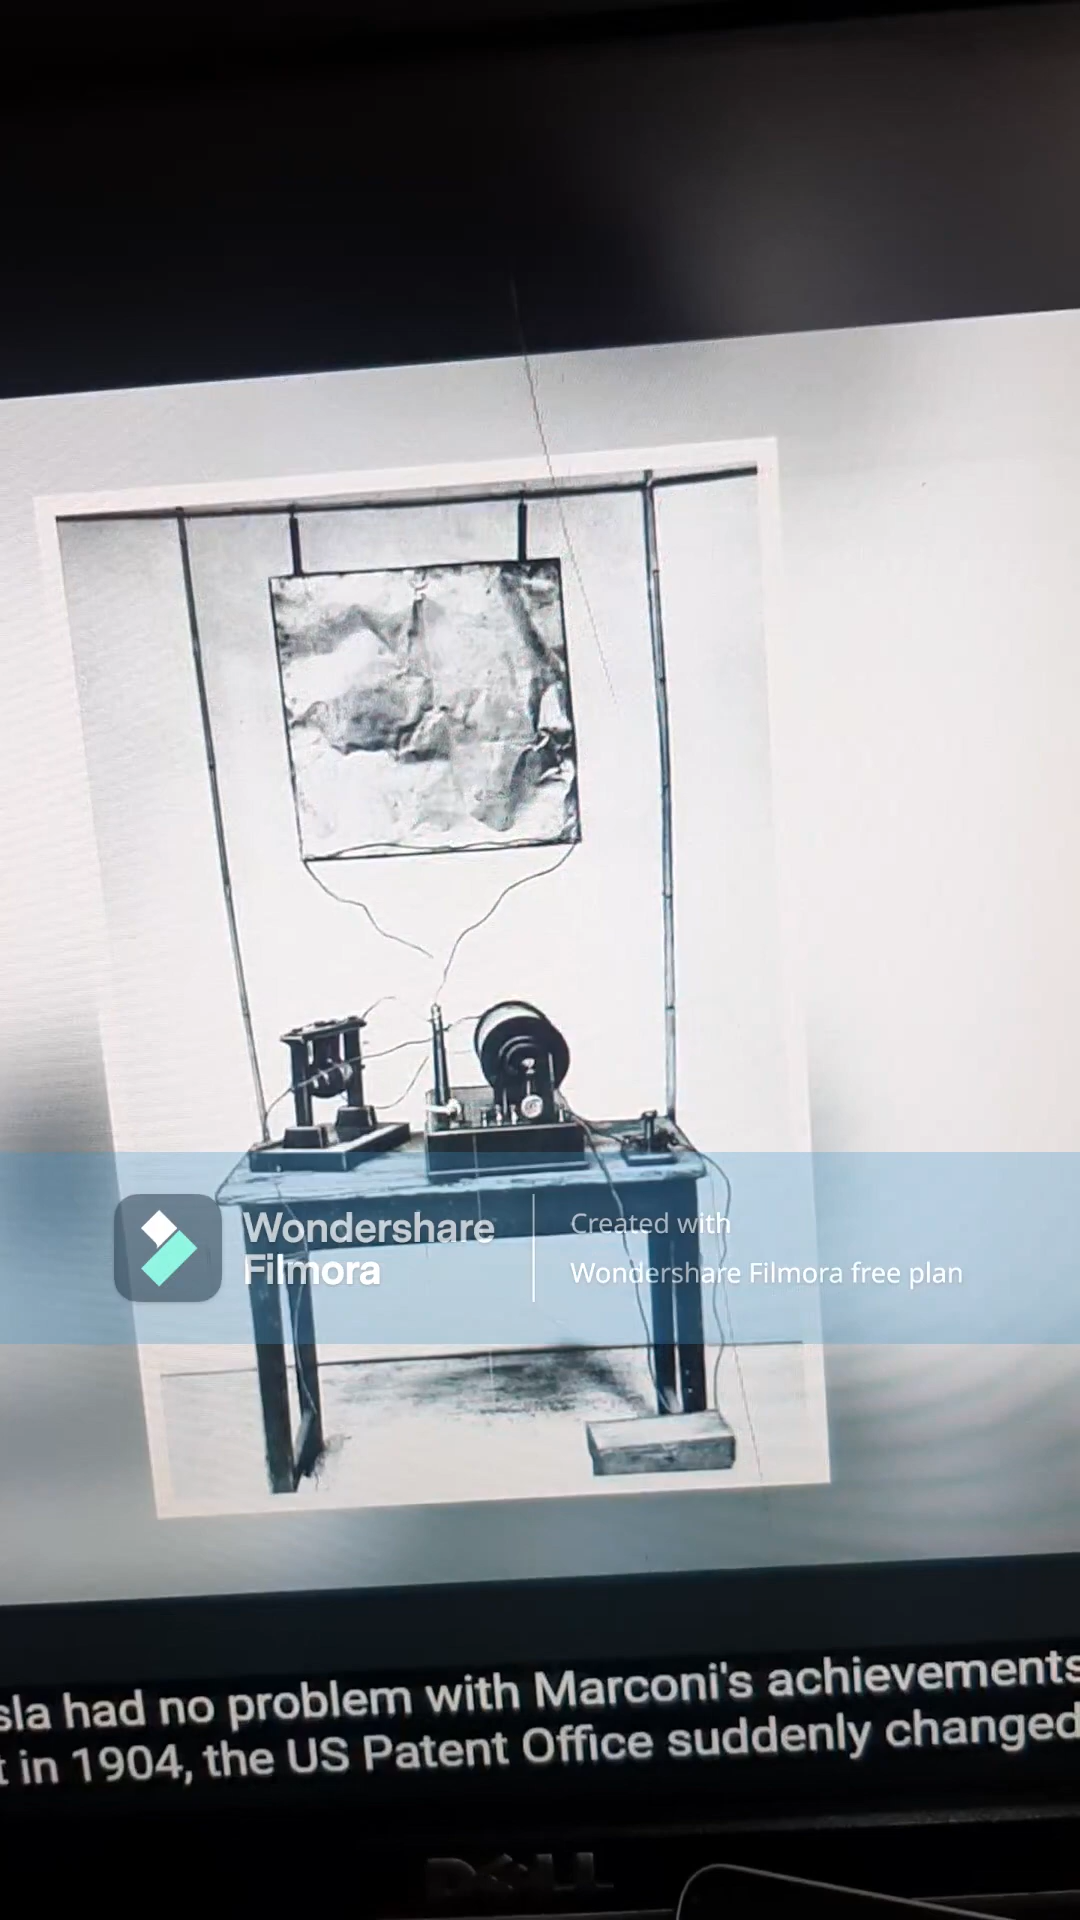 Wondershare
Filmora
Created with
Wondershare Filmora free plan
had no problem with Marconi's achievements
in 1904, the US Patent Office suddenly changed
DELL